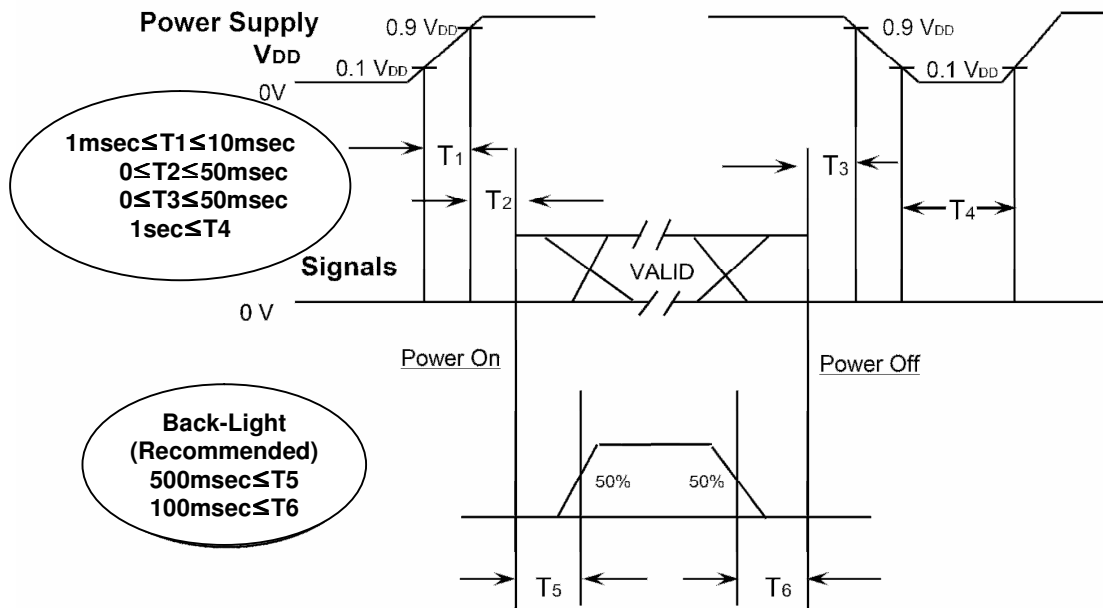 Power Supply
VDD
0.9 VDD
0.9 VDD
0.1 VDD
0.1 VDD
0V
1msec≤T1≤10msec
0≤T2≤50msec
0≤T3≤50msec
1sec≤T4
T1
T3
T2
T4
Signals
VALID
0 V
Power On
Power Off
Back-Light
(Recommended)
500msec≤T5
100msec≤T6
50%
50%
T5
T6